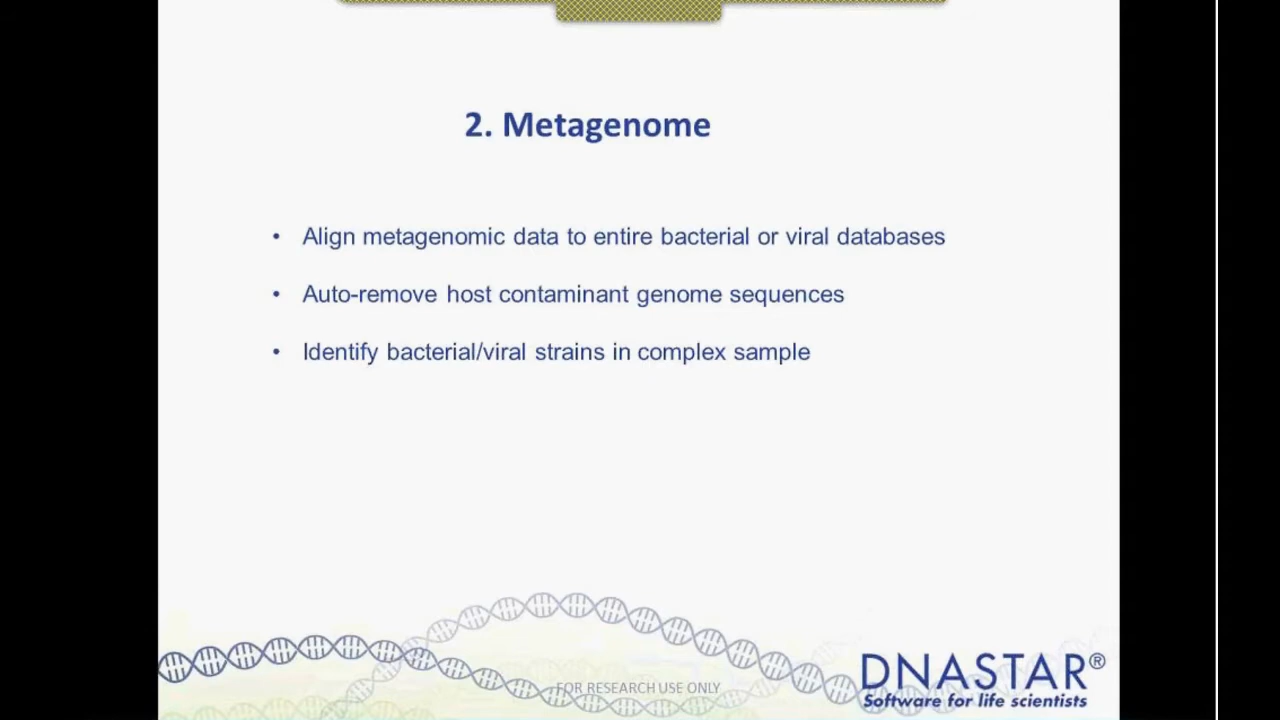 2. Metagenome
• Align metagenomic data to entire bacterial or viral databases
• Auto-remove host contaminant genome sequences
• Identify bacterial/viral strains in complex sample
DNASTAR®
Software for life scientists
FOR RESEARCH USE ONLY